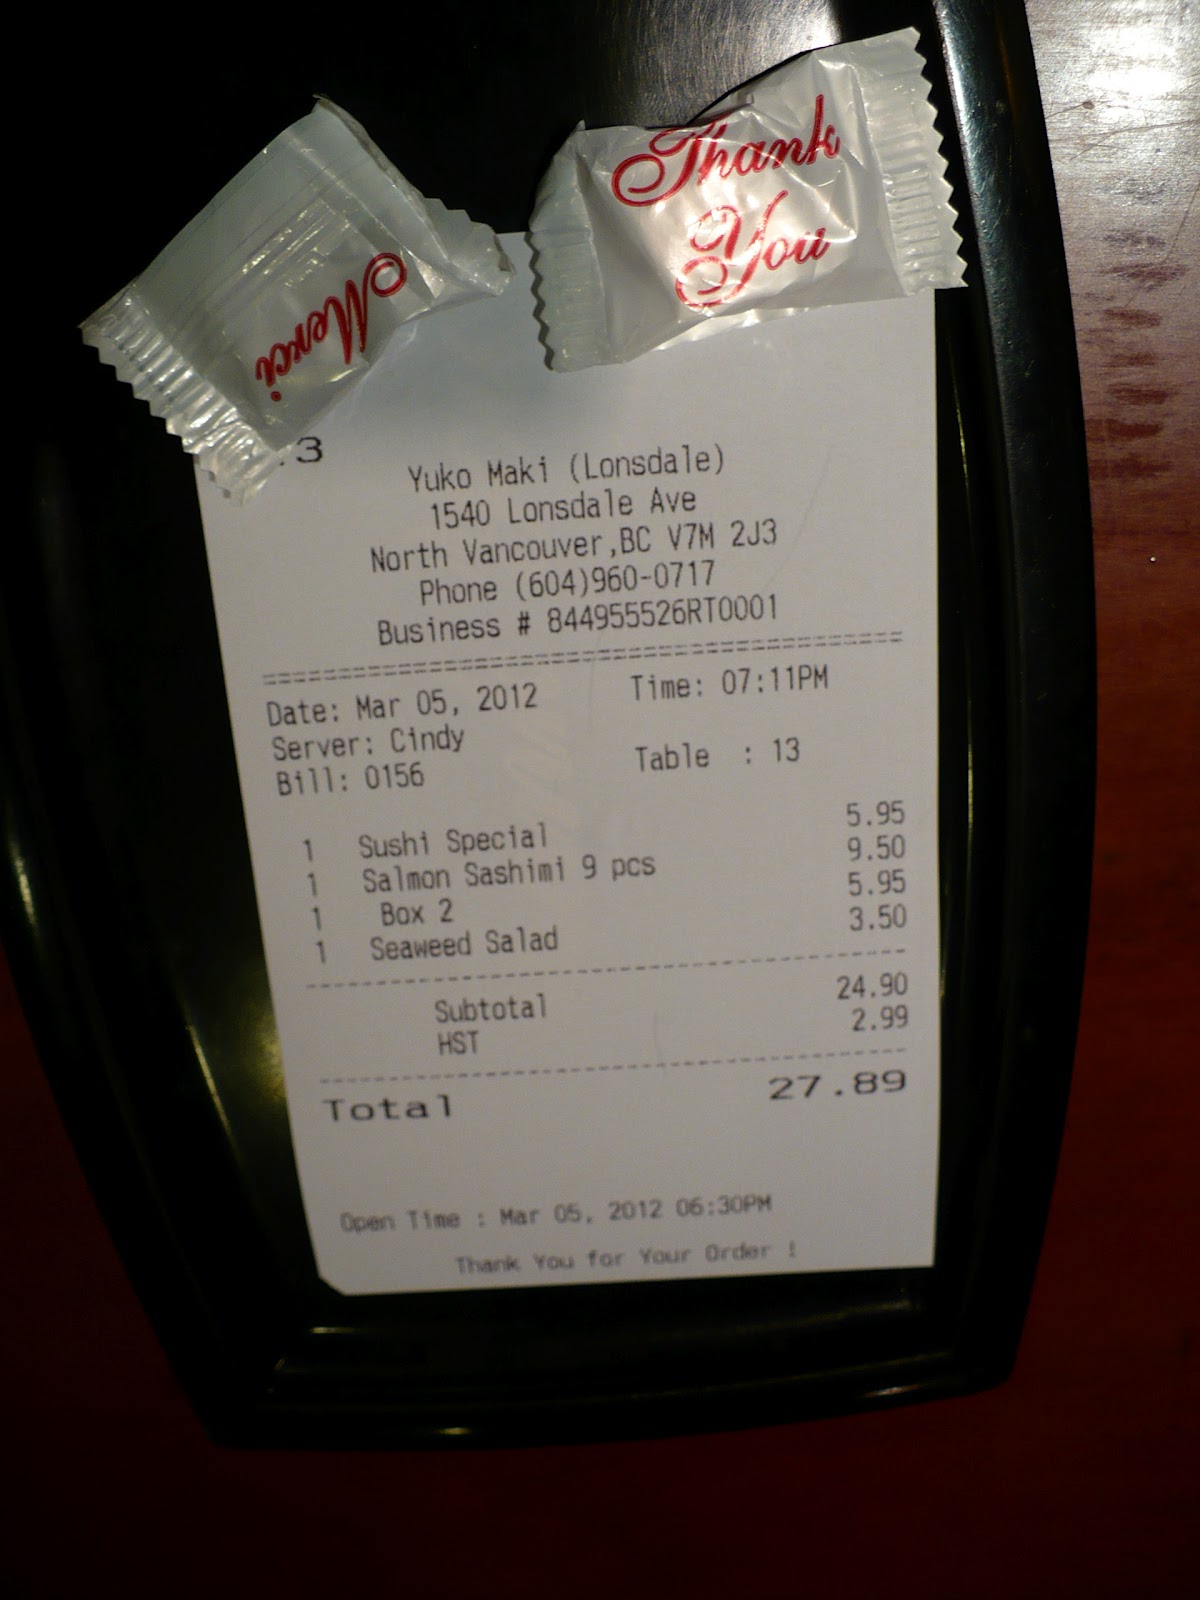 Thank
You
Merci
13
Yuko Maki (Lonsdale)
1540 Lonsdale Ave
North Vancouver,BC V7M 2J3
Phone (604)960-0717
Business # 844955526RT0001
Date: Mar 05, 2012 Time: 07:11PM
Server: Cindy
Bill: 0156 Table : 13
1 Sushi Special 5.95
1 Salmon Sashimi 9 pcs 9.50
1 Box 2 5.95
1 Seaweed Salad 3.50
Subtotal 24.90
HST 2.99
Total 27.89
Open Time : Mar 05, 2012 06:30PM
Thank You for Your Order !